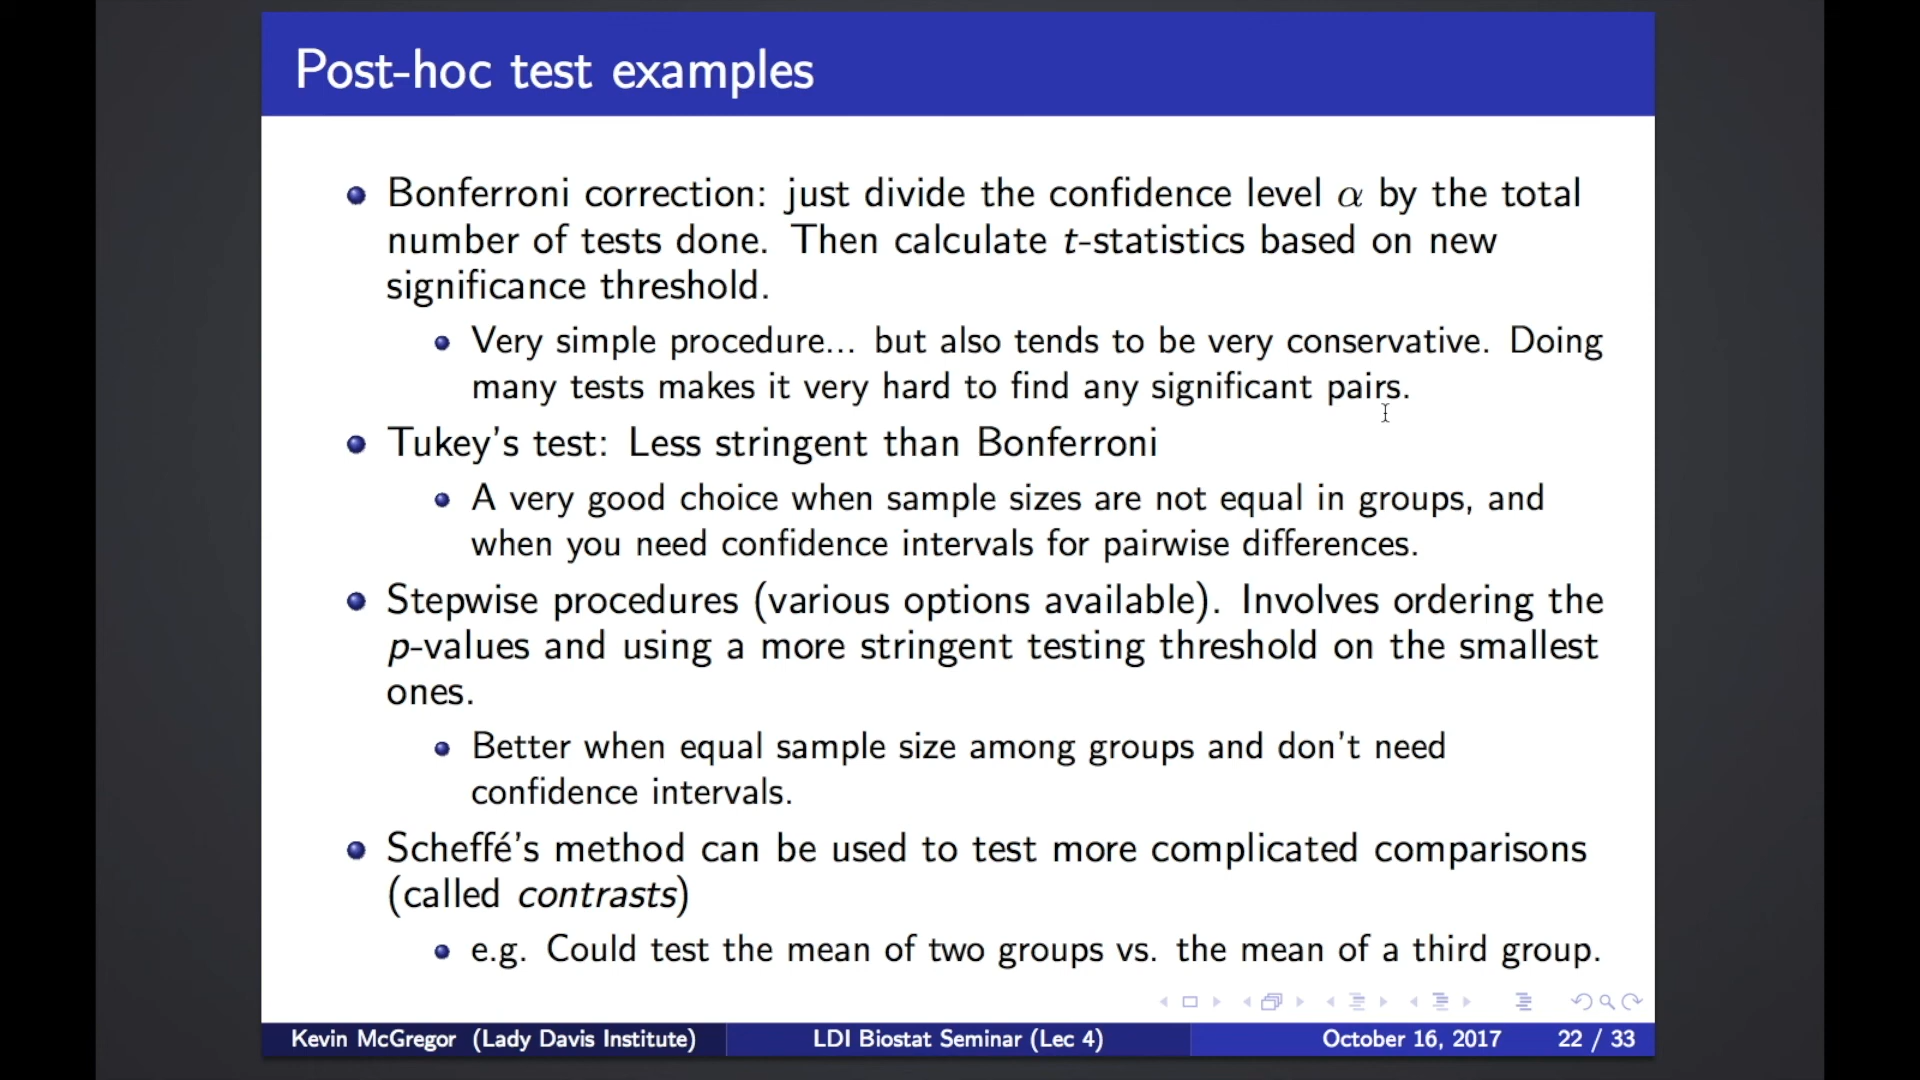 Post-hoc test examples
Bonferroni correction: just divide the confidence level α by the total
number of tests done. Then calculate t-statistics based on new
significance threshold.
Very simple procedure... but also tends to be very conservative. Doing
many tests makes it very hard to find any significant pairs.
Tukey's test: Less stringent than Bonferroni
A very good choice when sample sizes are not equal in groups, and
when you need confidence intervals for pairwise differences.
Stepwise procedures (various options available). Involves ordering the
p-values and using a more stringent testing threshold on the smallest
ones.
Better when equal sample size among groups and don't need
confidence intervals.
Scheffé's method can be used to test more complicated comparisons
(called contrasts)
e.g. Could test the mean of two groups vs. the mean of a third group.
Kevin McGregor (Lady Davis Institute) LDI Biostat Seminar (Lec 4) October 16, 2017 22 / 33